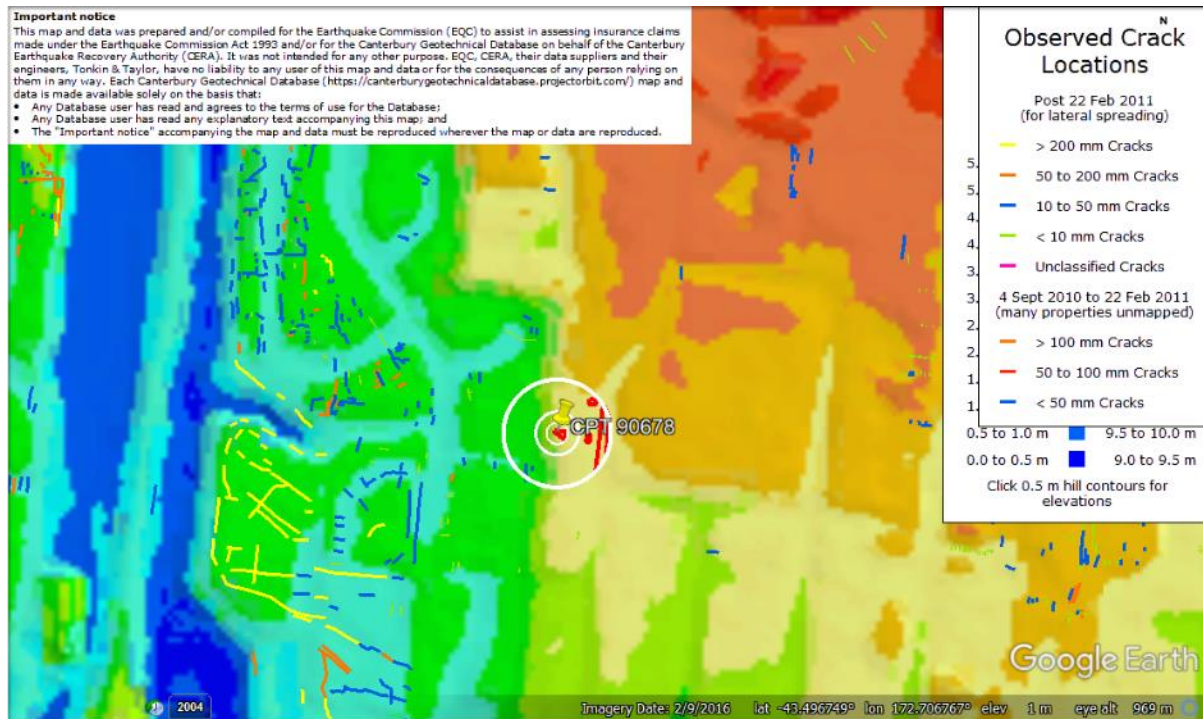 Important notice
This map and data was prepared and/or compiled for the Earthquake Commission (EQC) to assist in assessing insurance claims
made under the Earthquake Commission Act 1993 and/or for the Canterbury Geotechnical Database on behalf of the Canterbury
Earthquake Recovery Authority (CERA). It was not intended for any other purpose. EQC, CERA, their data suppliers and their
engineers, Tonkin & Taylor, have no liability to any user of this map and data or for the consequences of any person relying on
them in any way. Each Canterbury Geotechnical Database (https://canterburygeotechnicaldatabase.projectorbit.com/) map and
data is made available solely on the basis that:
• Any Database user has read and agrees to the terms of use for the Database;
• Any Database user has read any explanatory text accompanying this map; and
• The "Important notice" accompanying the map and data must be reproduced wherever the map or data are reproduced.
N
Observed Crack
Locations
Post 22 Feb 2011
(for lateral spreading)
> 200 mm Cracks
5.
50 to 200 mm Cracks
5.
10 to 50 mm Cracks
4.
< 10 mm Cracks
4.
Unclassified Cracks
3.
4 Sept 2010 to 22 Feb 2011
3.
(many properties unmapped)
2.
> 100 mm Cracks
2.
50 to 100 mm Cracks
1.
< 50 mm Cracks
1.
0.5 to 1.0 m 9.5 to 10.0 m
0.0 to 0.5 m 9.0 to 9.5 m
Click 0.5 m hill contours for
elevations
CPT 90678
Google Earth
2004
Imagery Date: 2/9/2016 lat -43.496749° lon 172.706767° elev 1 m eye alt 969 m